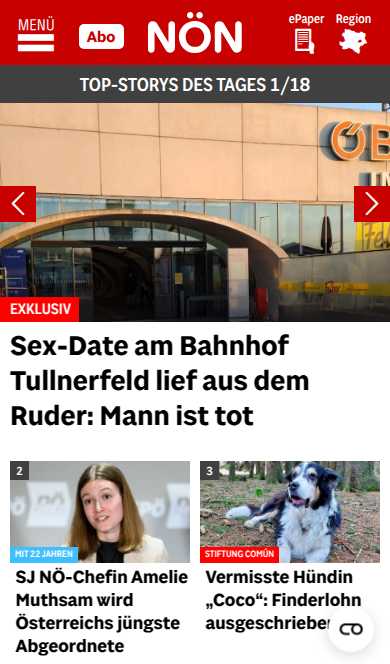 MENÜ
Abo
NÖN
ePaper
Region
TOP-STORYS DES TAGES 1/18
ÖB
EXKLUSIV
Sex-Date am Bahnhof
Tullnerfeld lief aus dem
Ruder: Mann ist tot
2
MIT 22 JAHREN
SJ NÖ-Chefin Amelie
Muthsam wird
Österreichs jüngste
Abgeordnete
3
STIFTUNG COMÚN
Vermisste Hündin
„Coco“: Finderlohn
ausgeschrieben